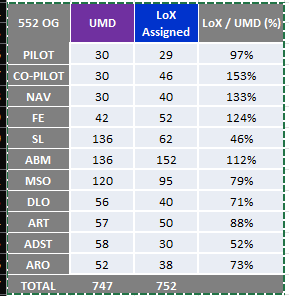 552 OG UMD LoX Assigned LoX / UMD (%)
PILOT 30 29 97%
CO-PILOT 30 46 153%
NAV 30 40 133%
FE 42 52 124%
SL 136 62 46%
ABM 136 152 112%
MSO 120 95 79%
DLO 56 40 71%
ART 57 50 88%
ADST 58 30 52%
ARO 52 38 73%
TOTAL 747 752